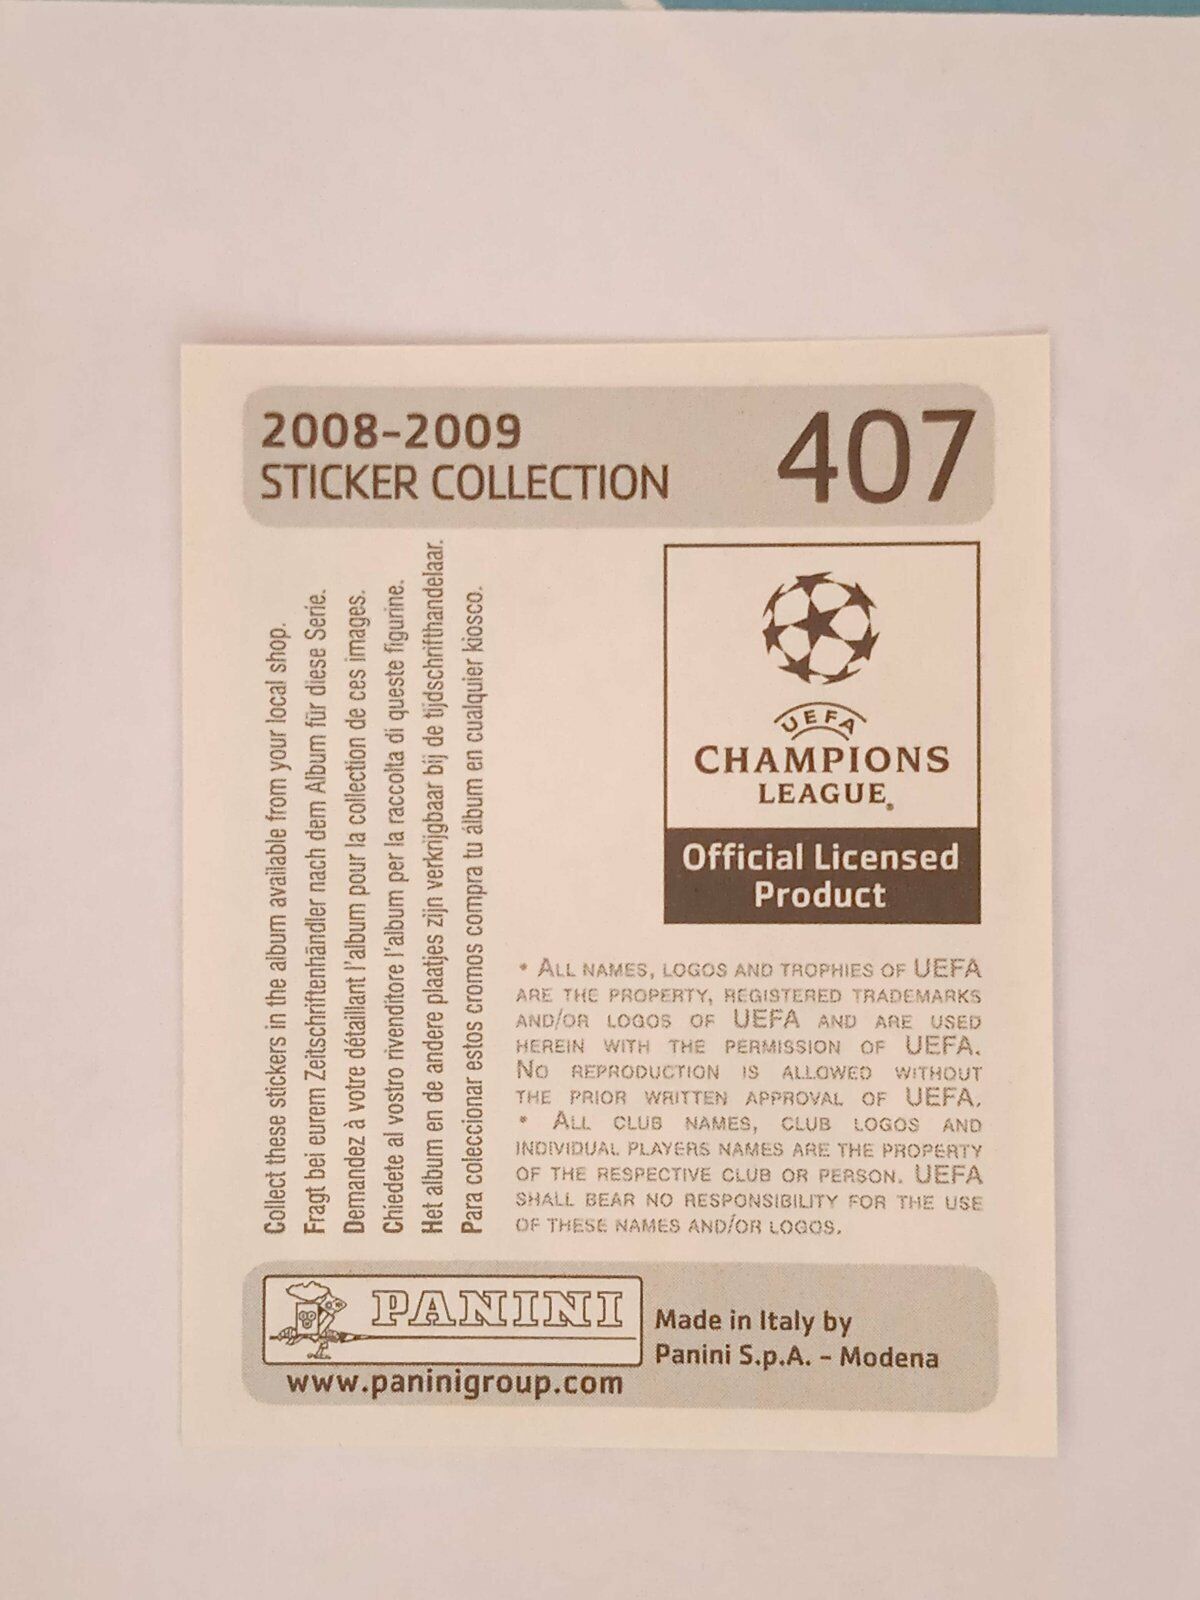 2008-2009
STICKER COLLECTION
407
Collect these stickers in the album available from your local shop.
Fragt bei eurem Zeitschriftenhändler nach dem Album für diese Serie.
Demandez à votre détaillant l'album pour la collection de ces images.
Chiedete al vostro rivenditore l'album per la raccolta di queste figurine.
Het album en de andere plaatjes zijn verkrijgbaar bij de tijdschrifthandelaar.
Para coleccionar estos cromos compra tu álbum en cualquier kiosco.
UEFA
CHAMPIONS
LEAGUE®
Official Licensed
Product
• ALL NAMES, LOGOS AND TROPHIES OF UEFA
ARE THE PROPERTY, REGISTERED TRADEMARKS
AND/OR LOGOS OF UEFA AND ARE USED
HEREIN WITH THE PERMISSION OF UEFA.
NO REPRODUCTION IS ALLOWED WITHOUT
THE PRIOR WRITTEN APPROVAL OF UEFA.
• ALL CLUB NAMES, CLUB LOGOS AND
INDIVIDUAL PLAYERS NAMES ARE THE PROPERTY
OF THE RESPECTIVE CLUB OR PERSON. UEFA
SHALL BEAR NO RESPONSIBILITY FOR THE USE
OF THESE NAMES AND/OR LOGOS.
PANINI
www.paninigroup.com
Made in Italy by
Panini S.p.A. - Modena